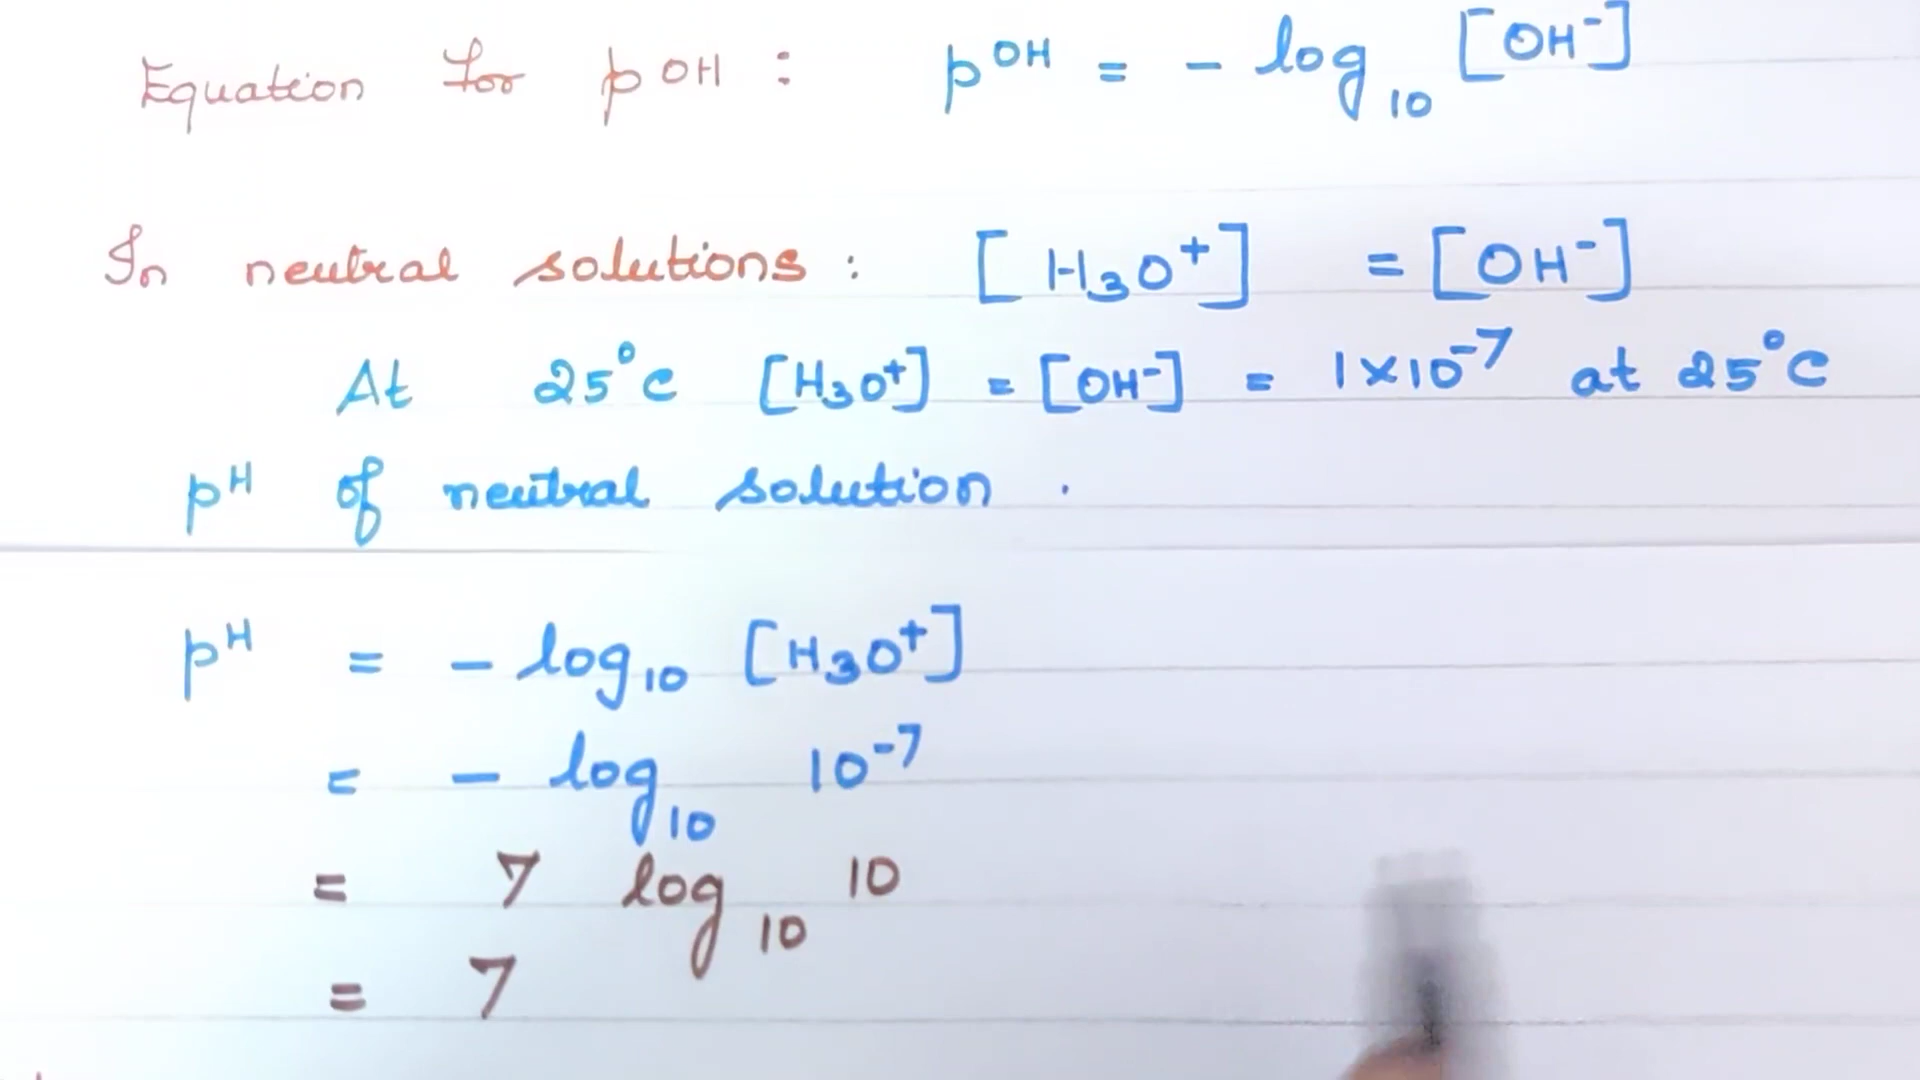 Equation for pOH : pᴼᴴ = - log₁₀ [OH⁻]
In neutral solutions : [H₃O⁺] = [OH⁻]
At 25°C [H₃O⁺] = [OH⁻] = 1×10⁻⁷ at 25°C
pᴴ of neutral solution .
pᴴ = - log₁₀ [H₃O⁺]
= - log₁₀ 10⁻⁷
= 7 log₁₀ 10
= 7